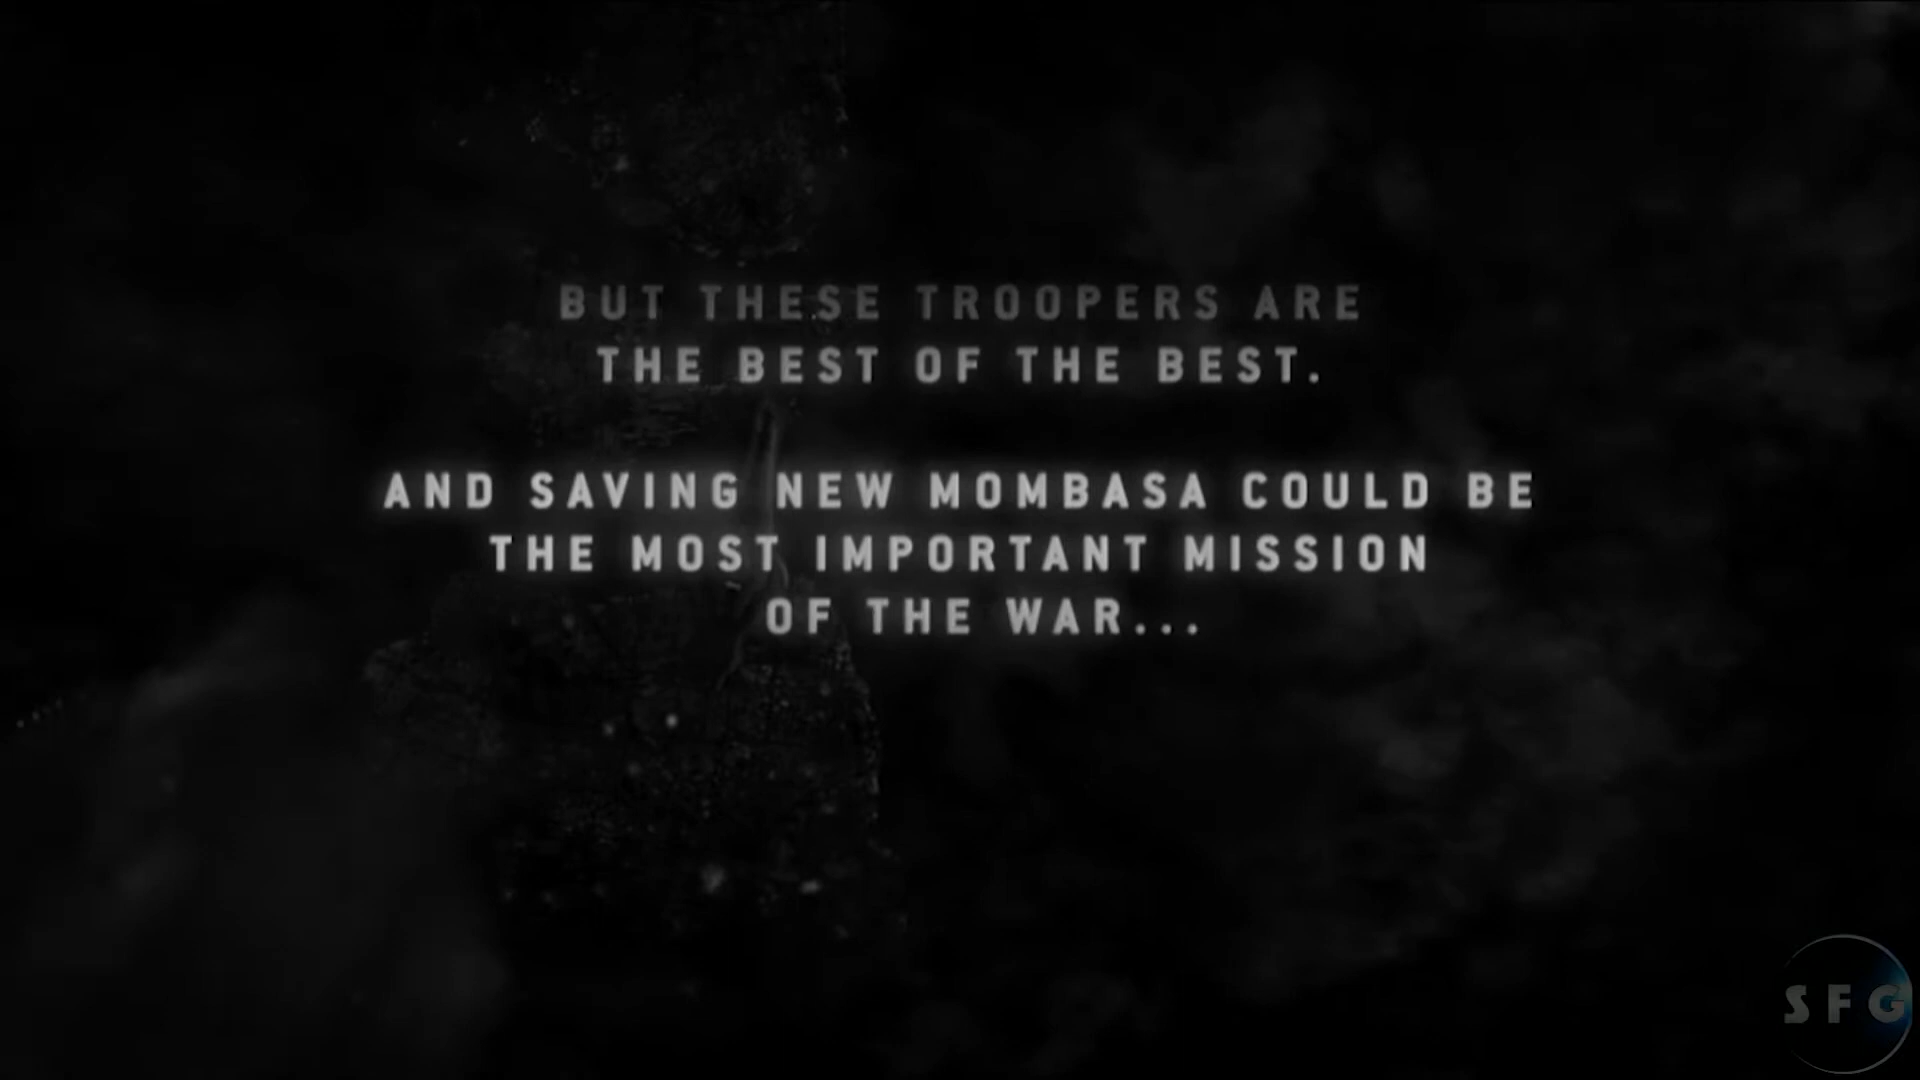 BUT THESE TROOPERS ARE
THE BEST OF THE BEST.
AND SAVING NEW MOMBASA COULD BE
THE MOST IMPORTANT MISSION
OF THE WAR...
SFG